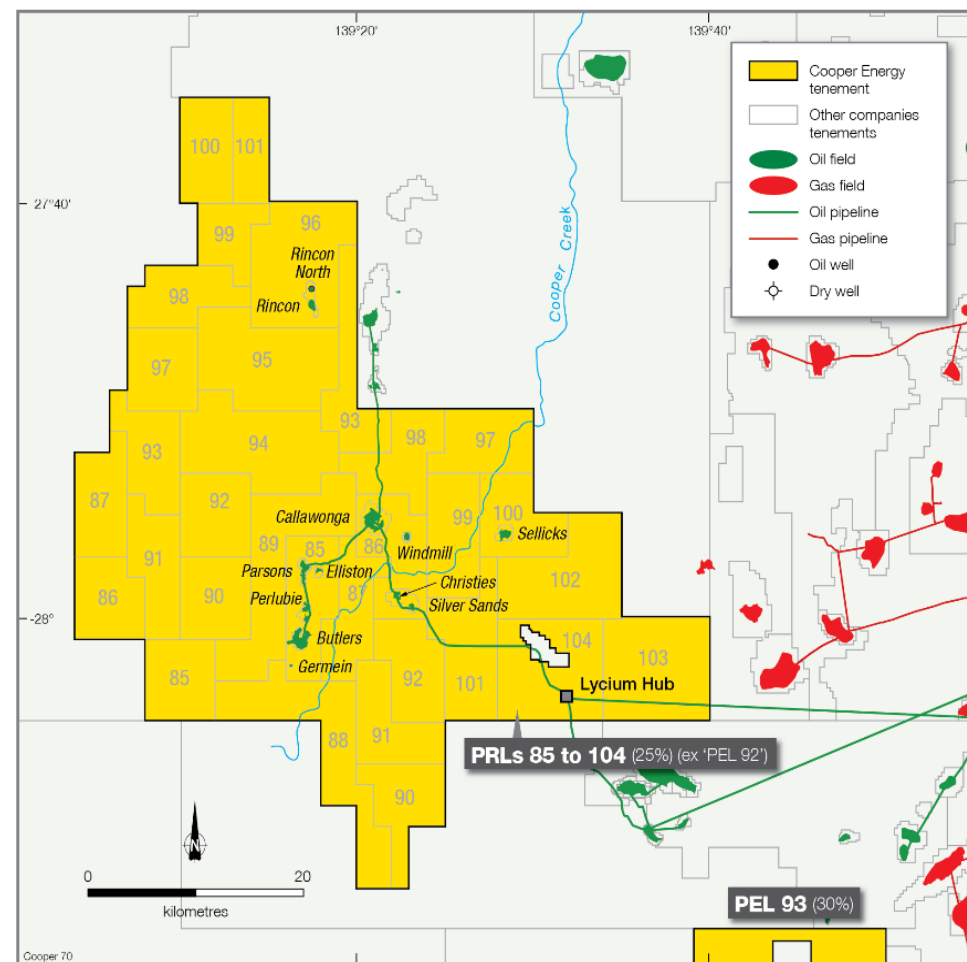 139°20'
139°40'
27°40'
-28°
Cooper Energy
tenement
Other companies
tenements
Oil field
Gas field
Oil pipeline
Gas pipeline
Oil well
Dry well
Cooper Creek
100
101
99
96
Rincon
North
Rincon
98
97
95
93
98
97
94
93
87
92
99
100
Callawonga
Sellicks
Windmill
89
85
86
91
Parsons
Elliston
102
86
90
87
Christies
Perlubie
Silver Sands
Butlers
104
103
Germein
85
92
101
Lycium Hub
88
91
PRLs 85 to 104 (25%) (ex ‘PEL 92’)
90
N
0
20
kilometres
PEL 93 (30%)
Cooper 70